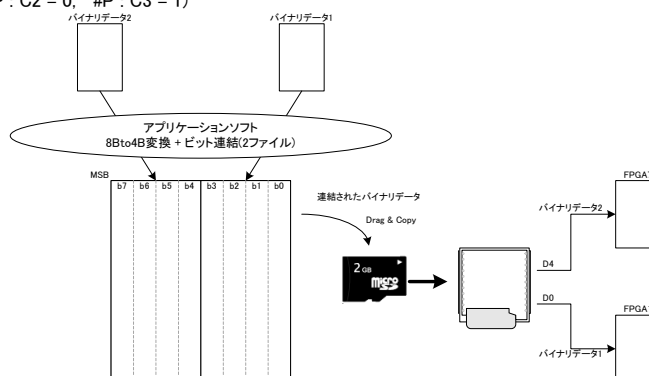 : C2 = 0, #P : C3 = 1)
バイナリデータ2 バイナリデータ1
アプリケーションソフト
8Bto4B変換 + ビット連結(2ファイル)
MSB
b7 b6 b5 b4 b3 b2 b1 b0
連結されたバイナリデータ
Drag & Copy
2 GB
micro
バイナリデータ2
FPGA
D4
D0
FPGA
バイナリデータ1